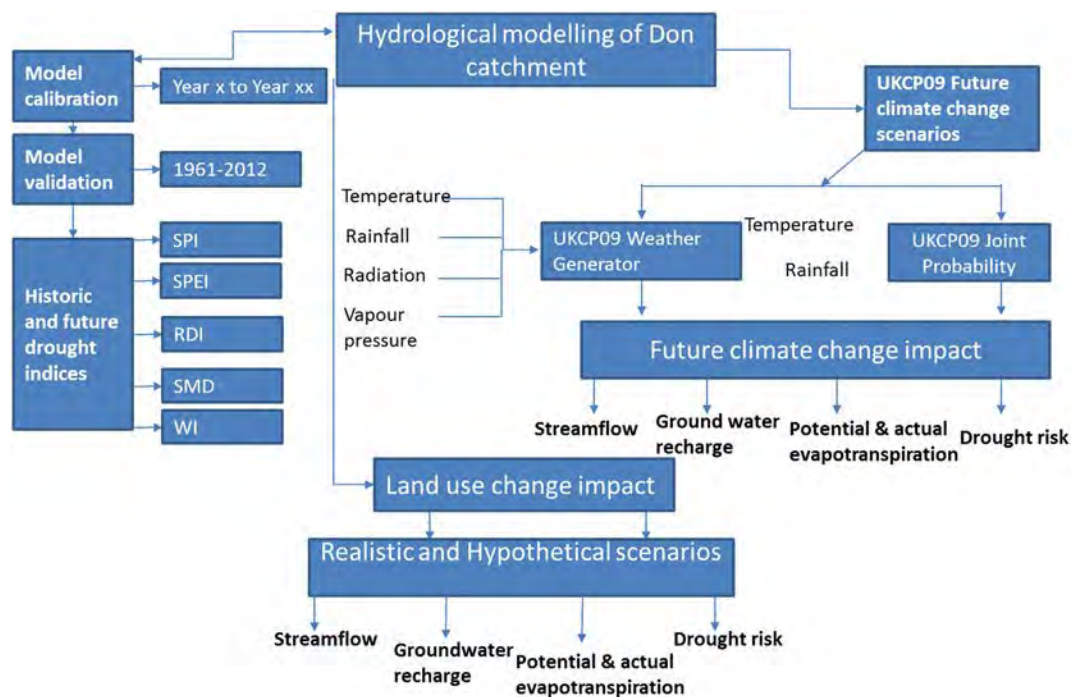 Hydrological modelling of Don
catchment
Model
calibration
Year x to Year xx
UKCP09 Future
climate change
scenarios
Model
validation
1961-2012
Temperature
Rainfall
Radiation
Vapour
pressure
UKCP09 Weather
Generator
Temperature
Rainfall
UKCP09 Joint
Probability
Historic
and future
drought
indices
SPI
SPEI
RDI
SMD
WI
Future climate change impact
Streamflow
Ground water
recharge
Potential & actual
evapotranspiration
Drought risk
Land use change impact
Realistic and Hypothetical scenarios
Streamflow
Groundwater
recharge
Potential & actual
evapotranspiration
Drought risk